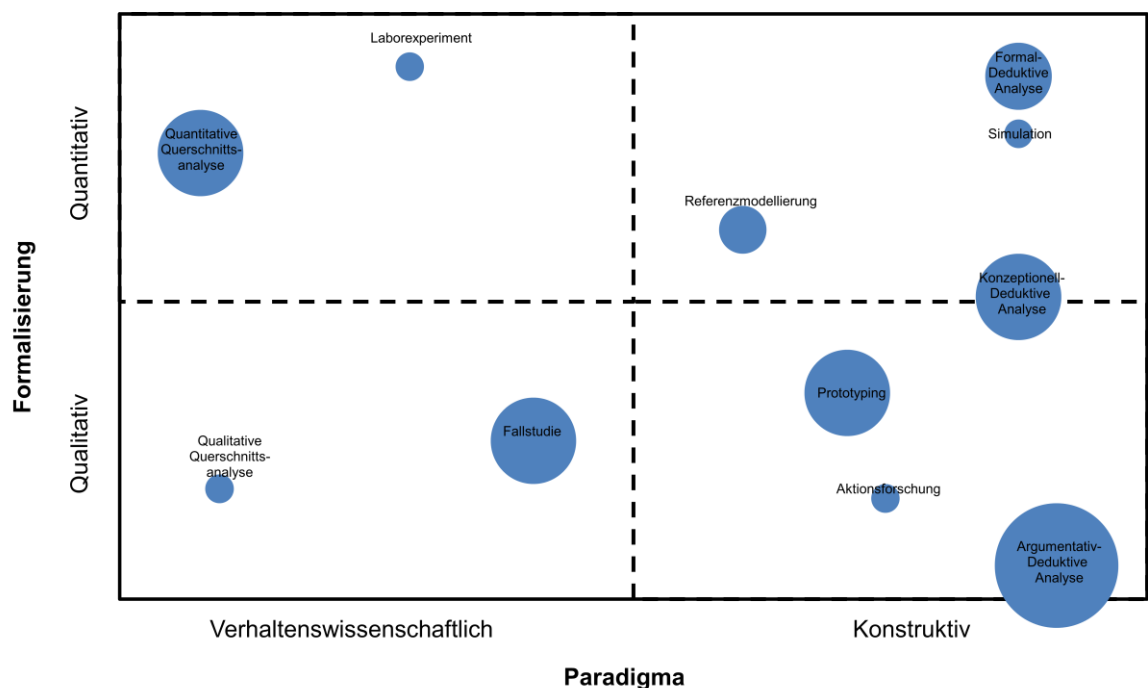 Laborexperiment
Formal-
Deduktive
Analyse
Quantitative
Querschnitts-
analyse
Simulation
Referenzmodellierung
Konzeptionell-
Deduktive
Analyse
Prototyping
Fallstudie
Qualitative
Querschnitts-
analyse
Aktionsforschung
Argumentativ-
Deduktive
Analyse
Formalisierung
Quantitativ
Qualitativ
Verhaltenswissenschaftlich
Konstruktiv
Paradigma